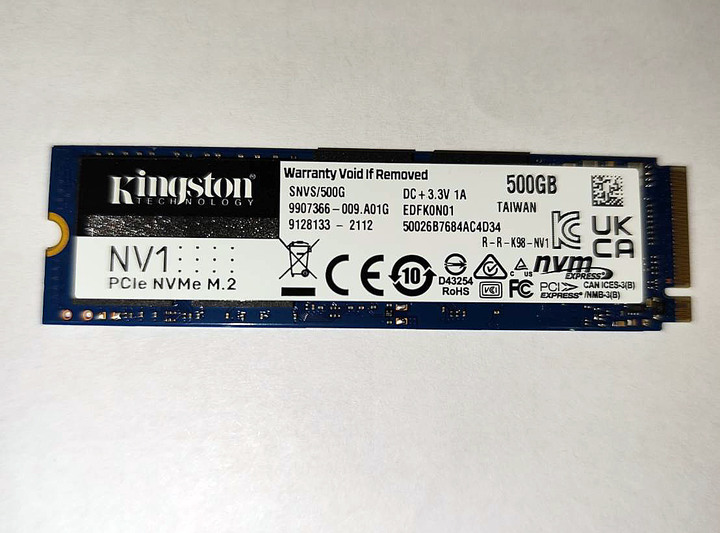 Kingston®
TECHNOLOGY
NV1
PCIe NVMe M.2
Warranty Void If Removed
SNVS/500G DC+3.3V 1A 500GB
9907366-009.A01G EDFK0N01 TAIWAN
9128133 - 2112 50026B7684AC4D34
R-R-K98-NV1
UK
CA
CE
10
D43254
RoHS
C US
nvm
EXPRESS
VCI
FC
PCI
EXPRESS®
CAN ICES-3(B)
/NMB-3(B)